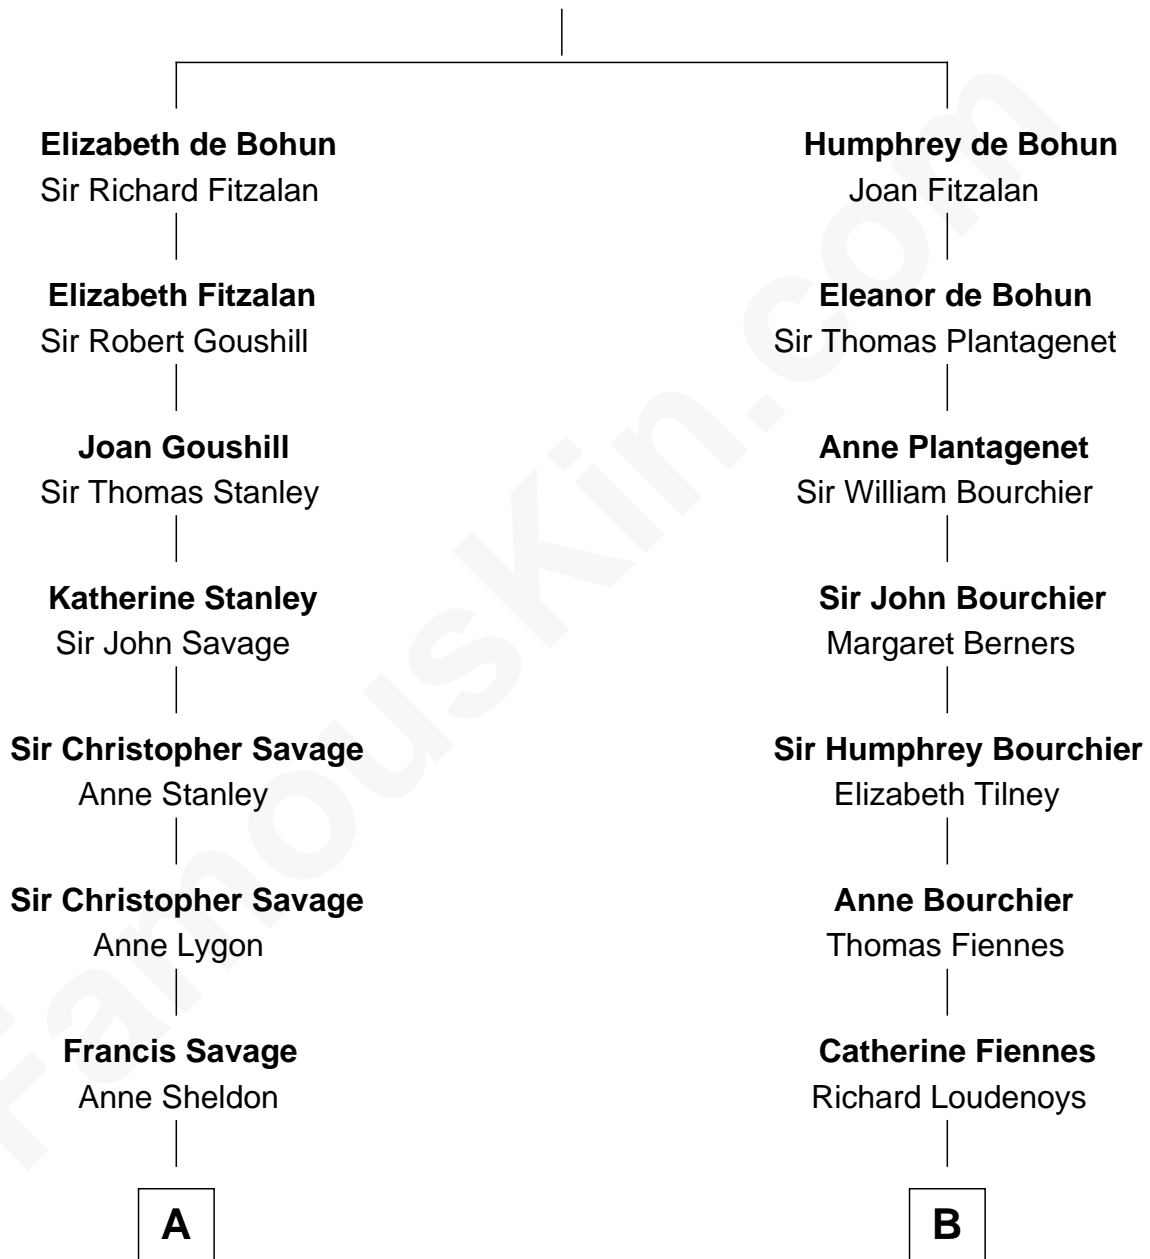 Elizabeth de Bohun
Sir Richard Fitzalan
Elizabeth Fitzalan
Sir Robert Goushill
Joan Goushill
Sir Thomas Stanley
Katherine Stanley
Sir John Savage
Sir Christopher Savage
Anne Stanley
Sir Christopher Savage
Anne Lygon
Francis Savage
Anne Sheldon
A
Humphrey de Bohun
Joan Fitzalan
Eleanor de Bohun
Sir Thomas Plantagenet
Anne Plantagenet
Sir William Bourchier
Sir John Bourchier
Margaret Berners
Sir Humphrey Bourchier
Elizabeth Tilney
Anne Bourchier
Thomas Fiennes
Catherine Fiennes
Richard Loudenoys
B
FamousKin.com